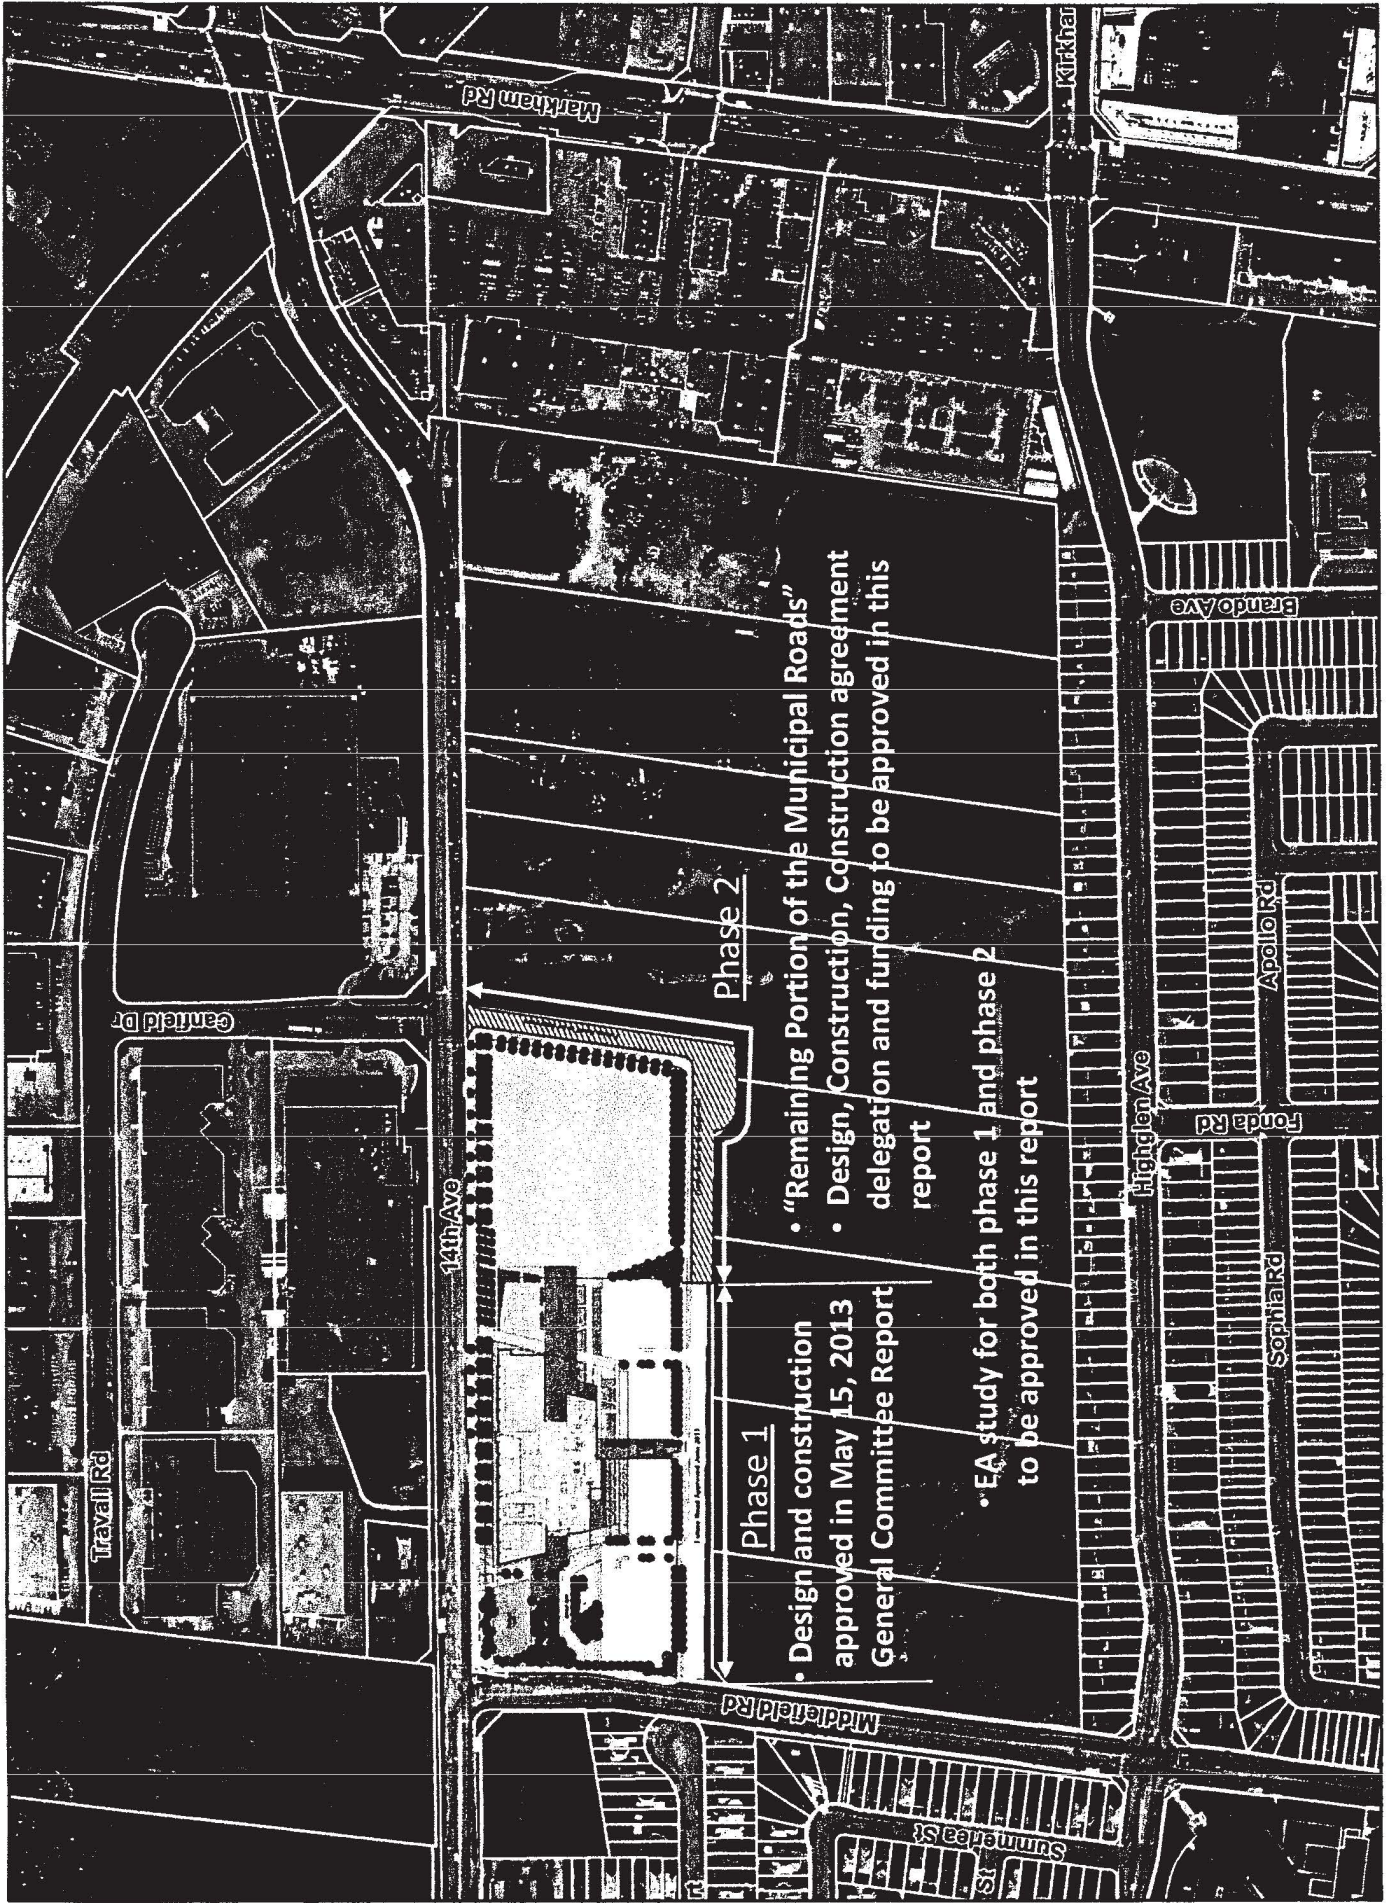 Markham Rd
Canfield Dr
Travail Rd
14th Ave
Phase 1
• Design and construction
approved in May 15, 2013
General Committee Report
Phase 2
• “Remaining Portion of the Municipal Roads”
• Design, Construction, Construction agreement
delegation and funding to be approved in this
report
• EA study for both phase 1 and phase 2
to be approved in this report
Middlefield Rd
Highglen Ave
Brando Ave
Fonda Rd
Apollo Rd
Sophia Rd
Summerlea St
St
Kirkham